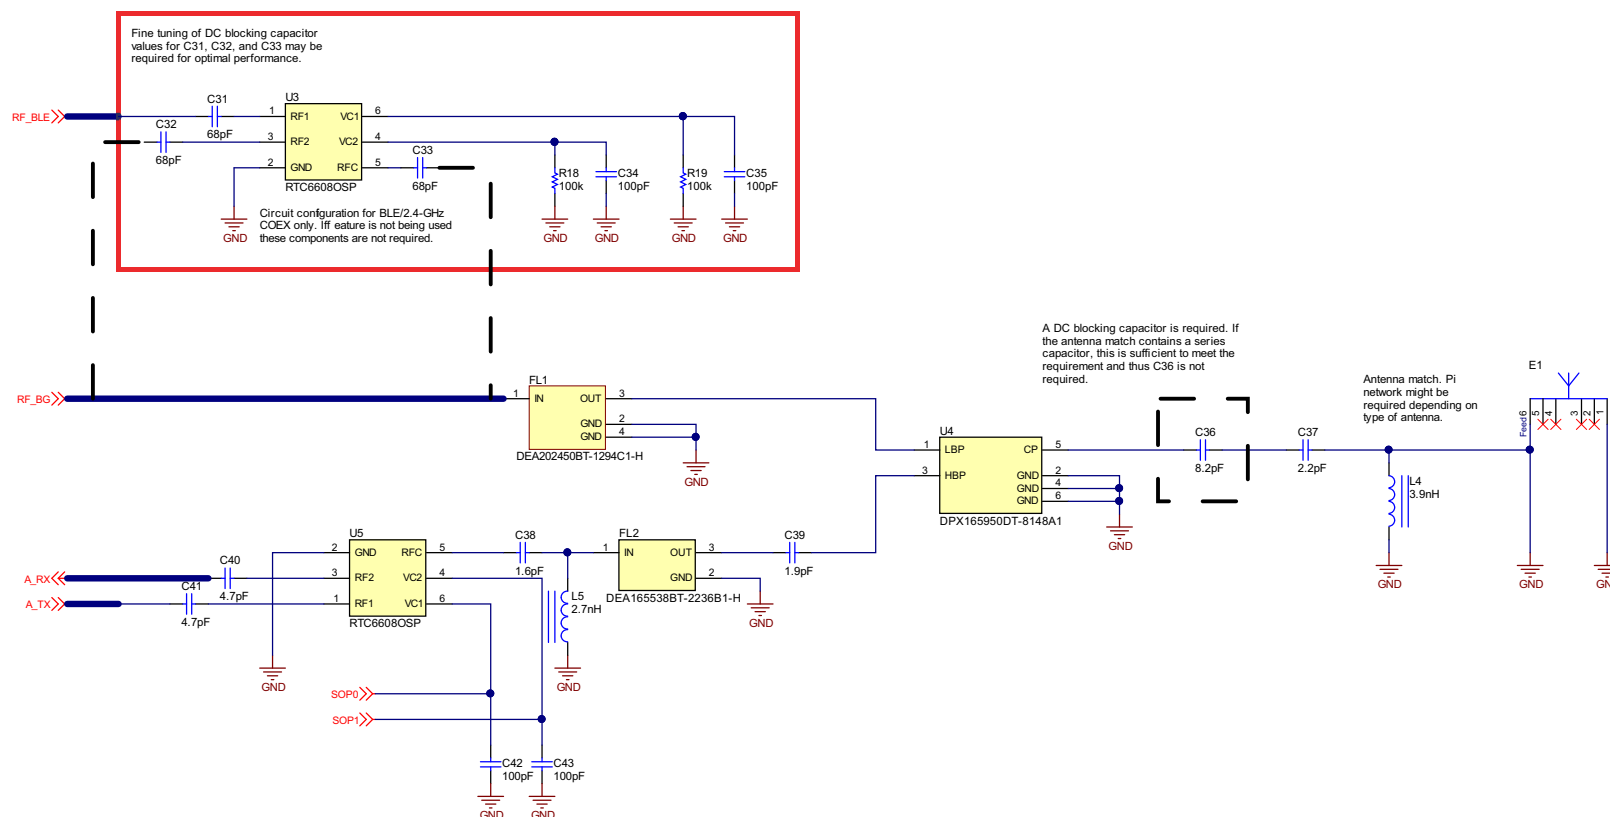 Fine tuning of DC blocking capacitor
values for C31, C32, and C33 may be
required for optimal performance.
RF_BLE
C31
68pF
C32
68pF
U3
1 RF1 VC1 6
3 RF2 VC2 4
2 GND RFC 5
RTC6608OSP
C33
68pF
GND
Circuit configuration for BLE/2.4-GHz
COEX only. Iff eature is not being used
these components are not required.
R18
100k
GND
C34
100pF
GND
R19
100k
GND
C35
100pF
GND
RF_BG
FL1
1 IN OUT 3
GND 2
GND 4
DEA202450BT-1294C1-H
GND
A DC blocking capacitor is required. If
the antenna match contains a series
capacitor, this is sufficient to meet the
requirement and thus C36 is not
required.
U4
1 LBP CP 5
3 HBP GND 2
GND 4
GND 6
DPX165950DT-8148A1
GND
C36
8.2pF
C37
2.2pF
Antenna match. Pi
network might be
required depending on
type of antenna.
L4
3.9nH
GND
E1
Feed 6
5
4
3
2
1
GND
A_RX
A_TX
C40
4.7pF
C41
4.7pF
U5
2 GND RFC 5
3 RF2 VC2 4
1 RF1 VC1 6
RTC6608OSP
GND
C38
1.6pF
L5
2.7nH
GND
FL2
1 IN OUT 3
GND 2
DEA165538BT-2236B1-H
GND
C39
1.9pF
SOP0
SOP1
C42
100pF
GND
C43
100pF
GND